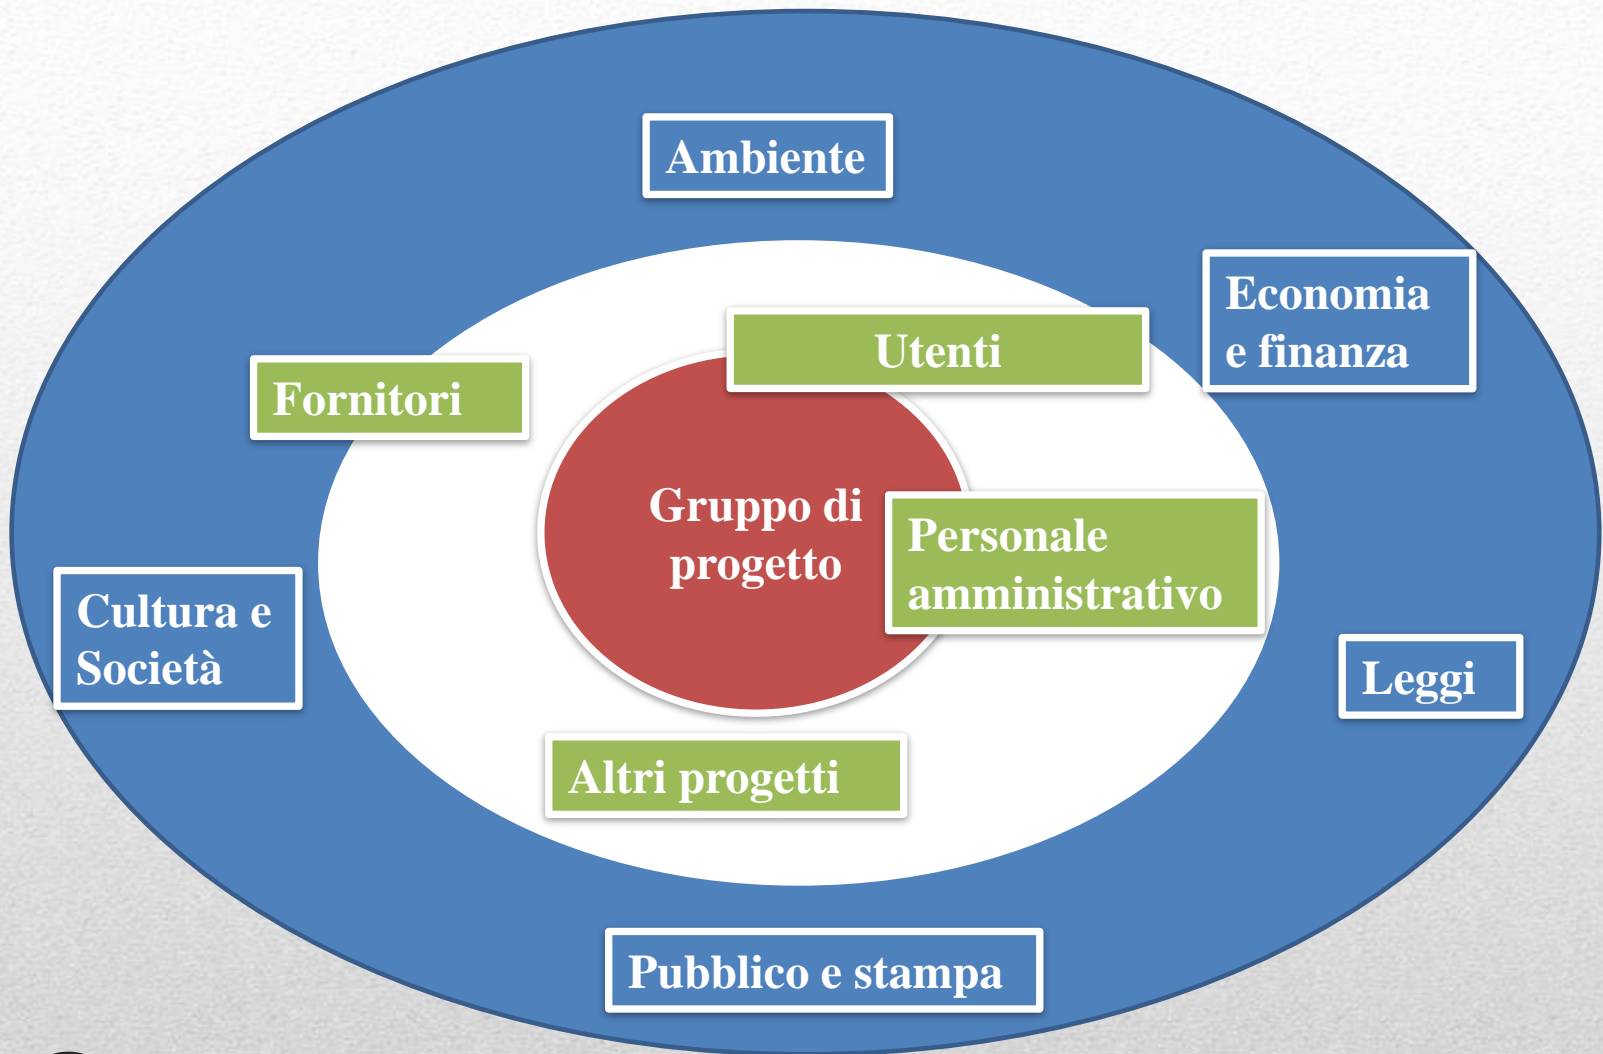 Ambiente
Economia
e finanza
Utenti
Fornitori
Gruppo di
progetto
Personale
amministrativo
Cultura e
Società
Leggi
Altri progetti
Pubblico e stampa